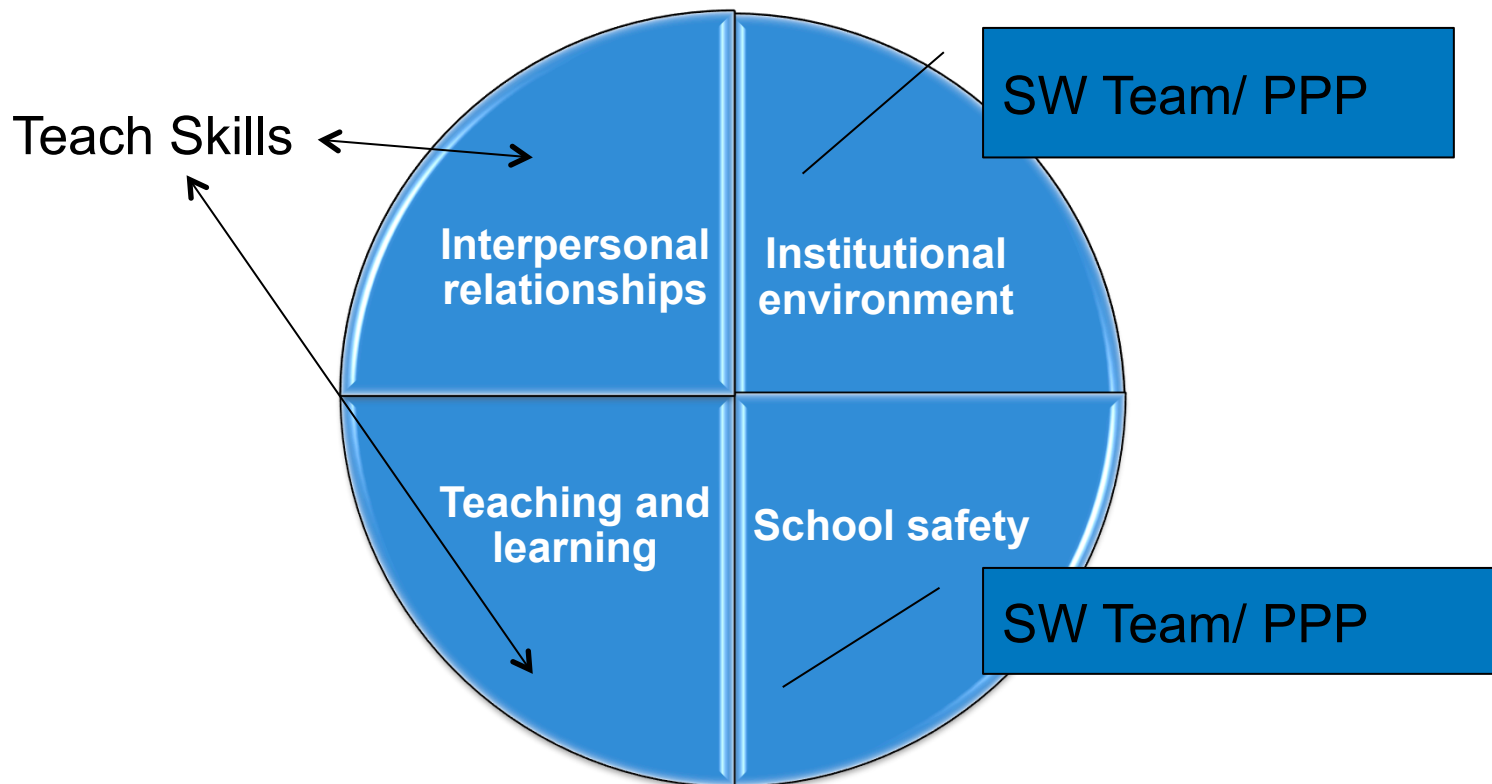 SW Team/ PPP
Teach Skills
Interpersonal
relationships
Institutional
environment
Teaching and
learning
School safety
SW Team/ PPP